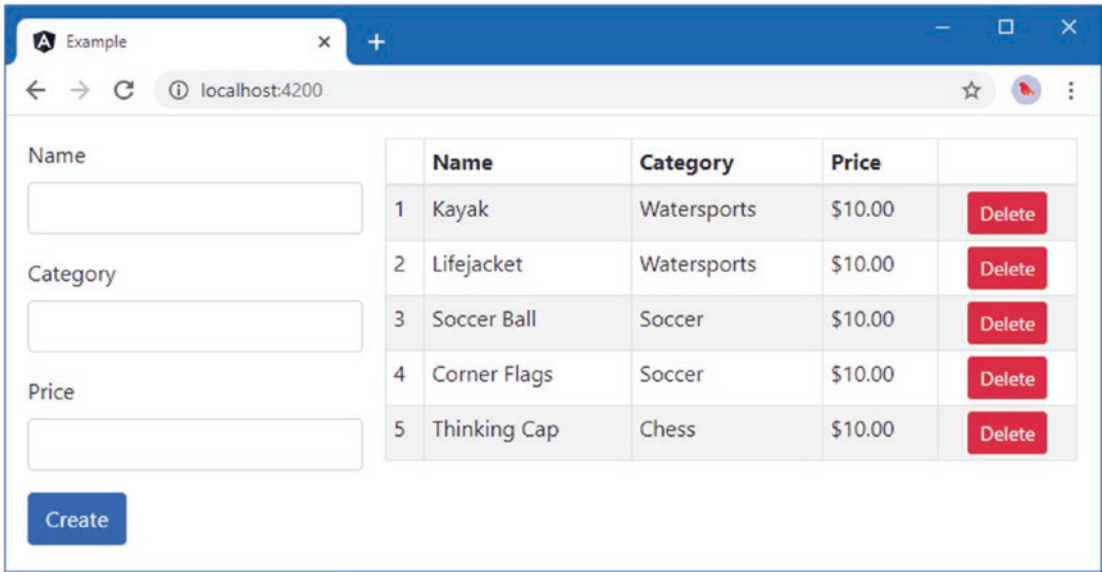 Example
localhost:4200
Name
Category
Price
Create
Name Category Price
1 Kayak Watersports $10.00 Delete
2 Lifejacket Watersports $10.00 Delete
3 Soccer Ball Soccer $10.00 Delete
4 Corner Flags Soccer $10.00 Delete
5 Thinking Cap Chess $10.00 Delete